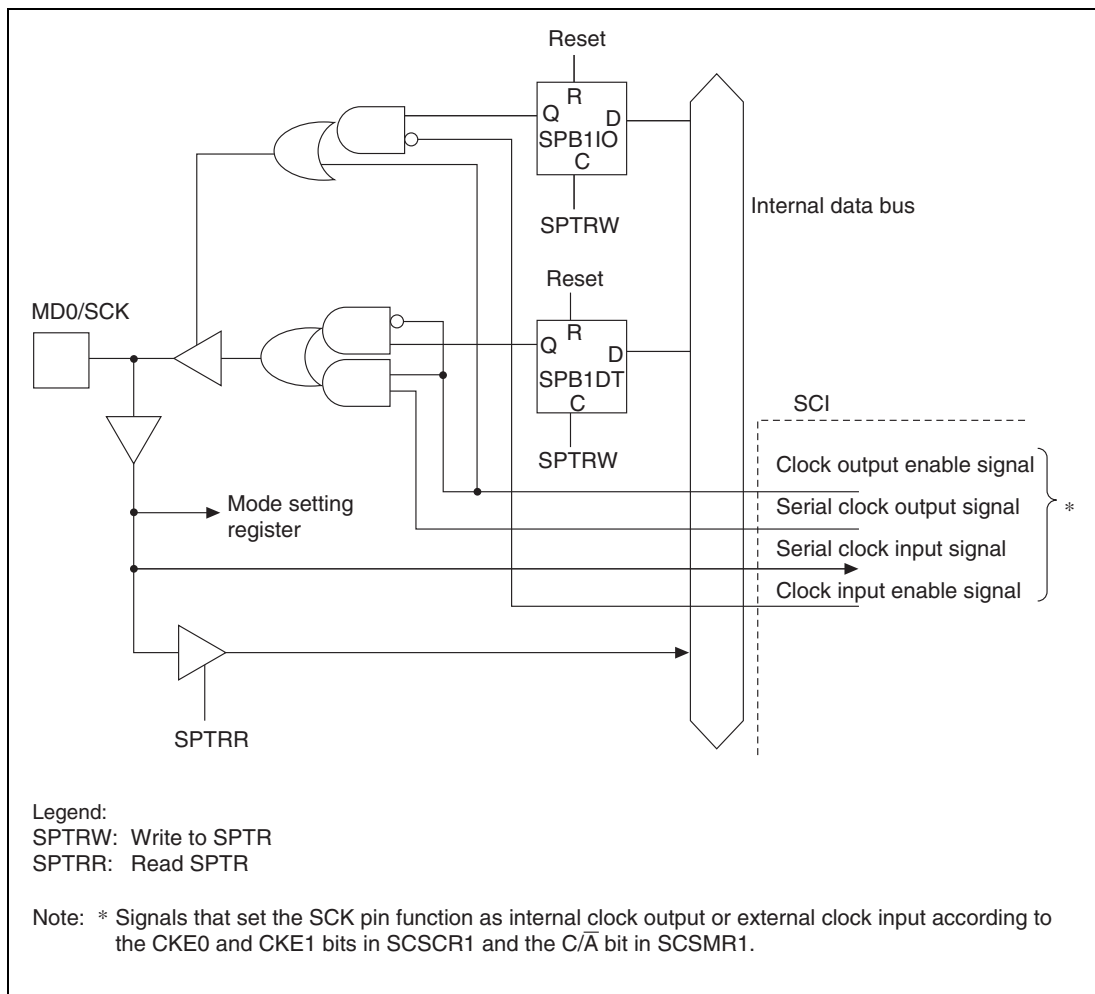 Reset
R
Q
D
SPB1IO
C
SPTRW
Internal data bus
Reset
MD0/SCK
R
Q
D
SPB1DT
C
SCI
SPTRW
Clock output enable signal
Mode setting
register
Serial clock output signal
*
Serial clock input signal
Clock input enable signal
SPTRR
Legend:
SPTRW: Write to SPTR
SPTRR: Read SPTR
Note: * Signals that set the SCK pin function as internal clock output or external clock input according to
the CKE0 and CKE1 bits in SCSCR1 and the C/A̅ bit in SCSMR1.